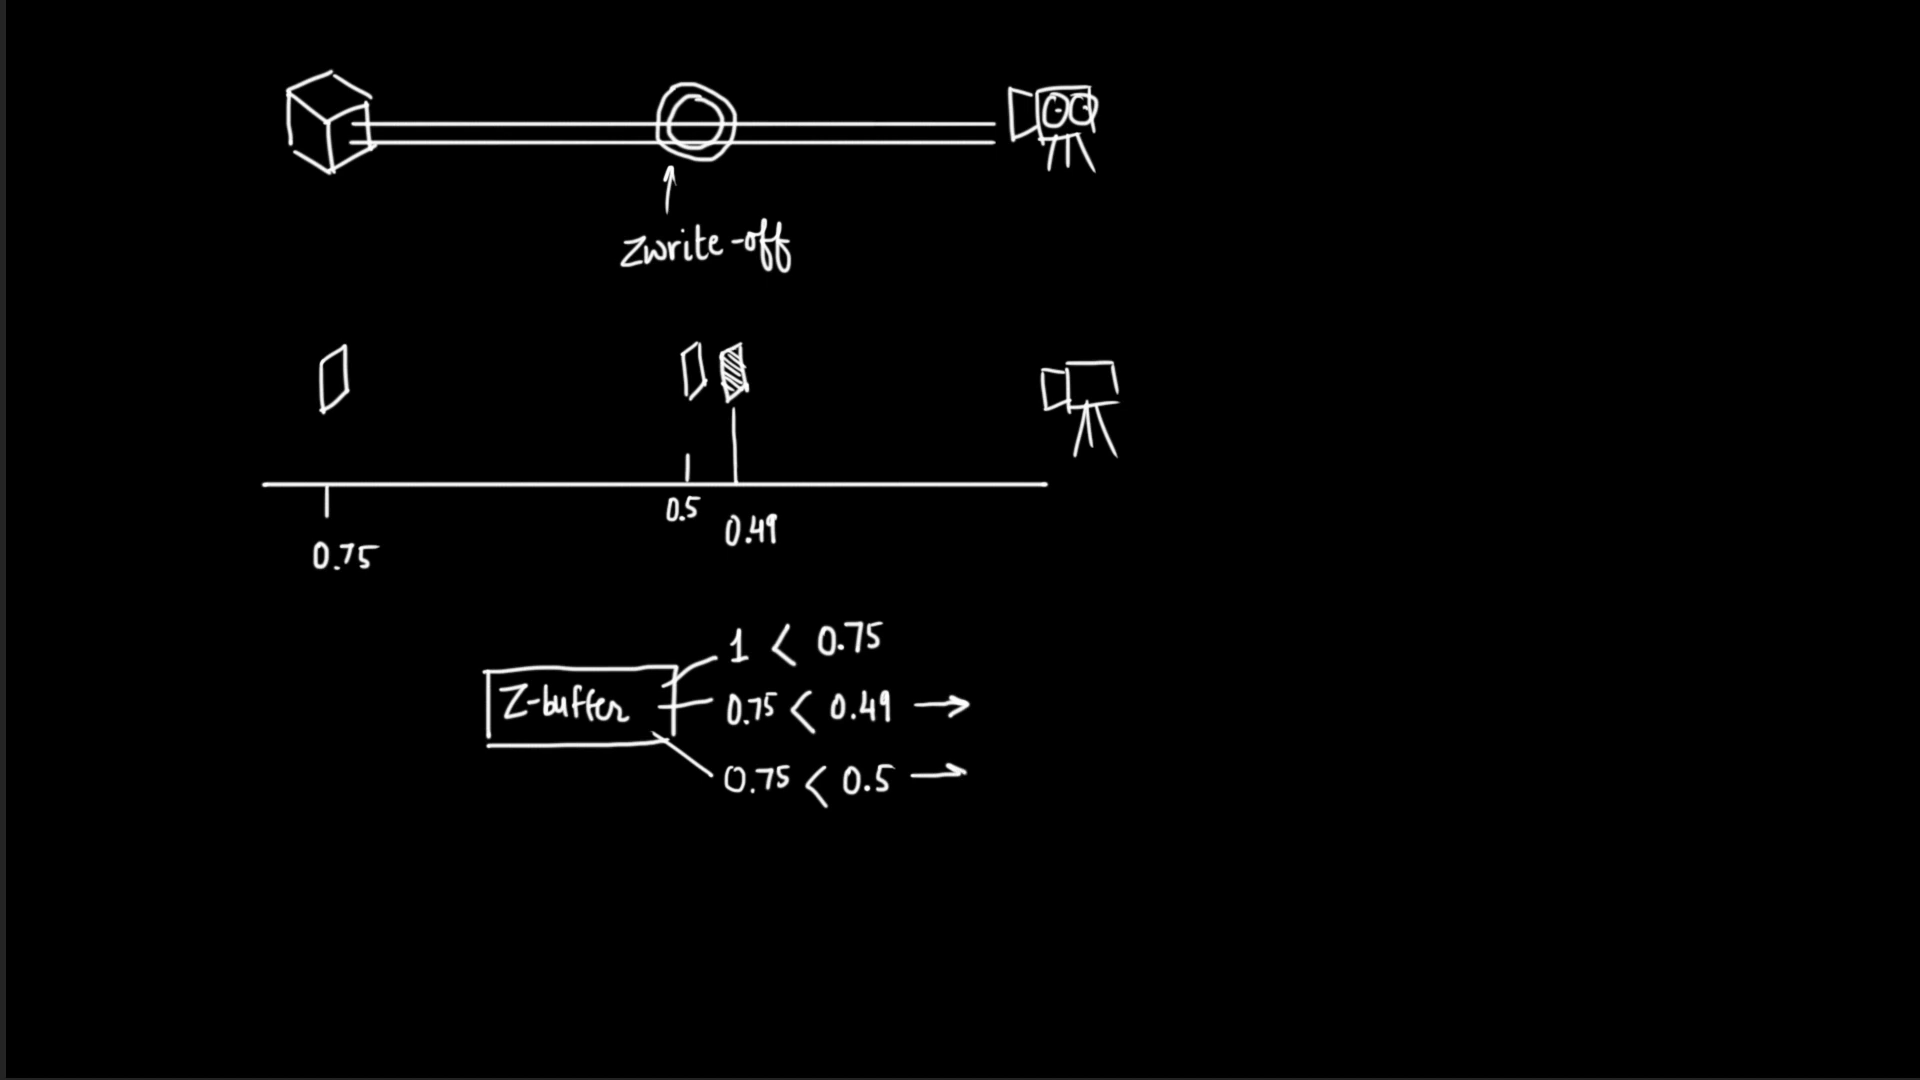 Zwrite-off
0.5
0.49
0.75
1 < 0.75
Z-buffer
0.75 < 0.49 →
0.75 < 0.5 →